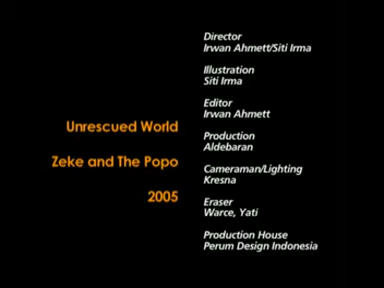 Unrescued World
Zeke and The Popo
2005
Director
Irwan Ahmett/Siti Irma
Illustration
Siti Irma
Editor
Irwan Ahmett
Production
Aldebaran
Cameraman/Lighting
Kresna
Eraser
Warce, Yati
Production House
Perum Design Indonesia